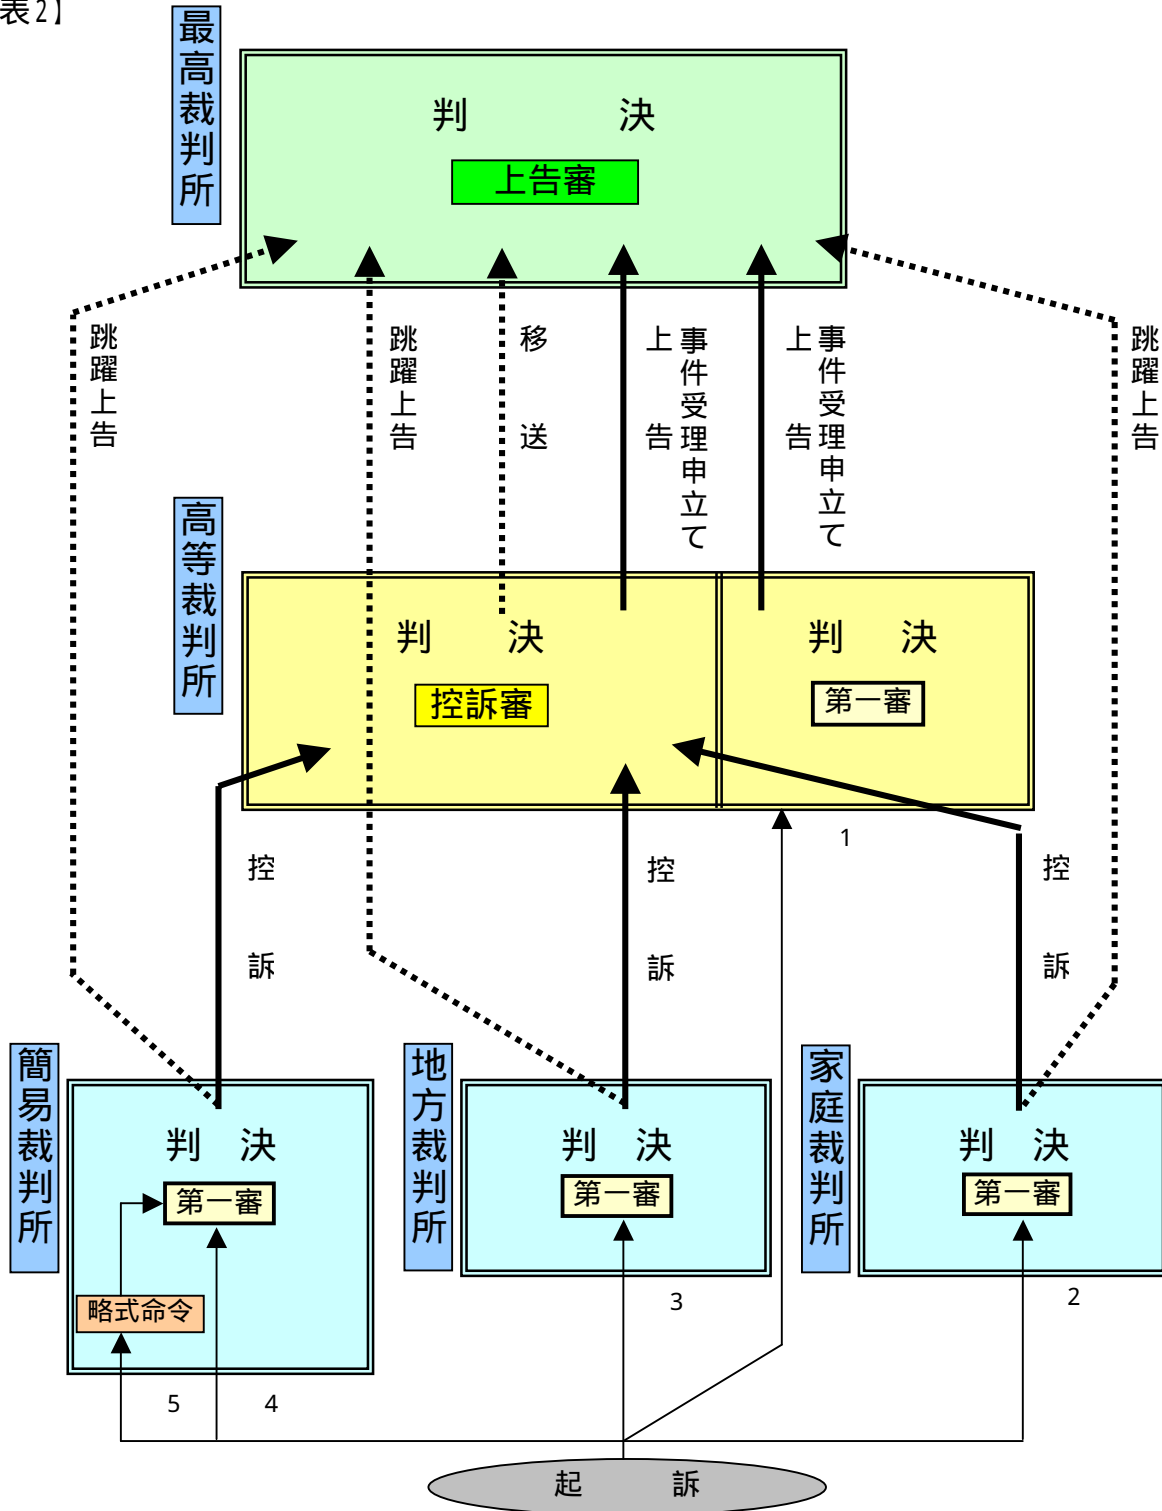 表2】
最高裁判所
判 決
上告審
跳躍上告
跳躍上告
移 送
上 告
事件受理申立て
上 告
事件受理申立て
跳躍上告
高等裁判所
判 決
控訴審
判 決
第一審
1
控 訴
控 訴
控 訴
簡易裁判所
判 決
第一審
略式命令
5
4
地方裁判所
判 決
第一審
3
家庭裁判所
判 決
第一審
2
起 訴